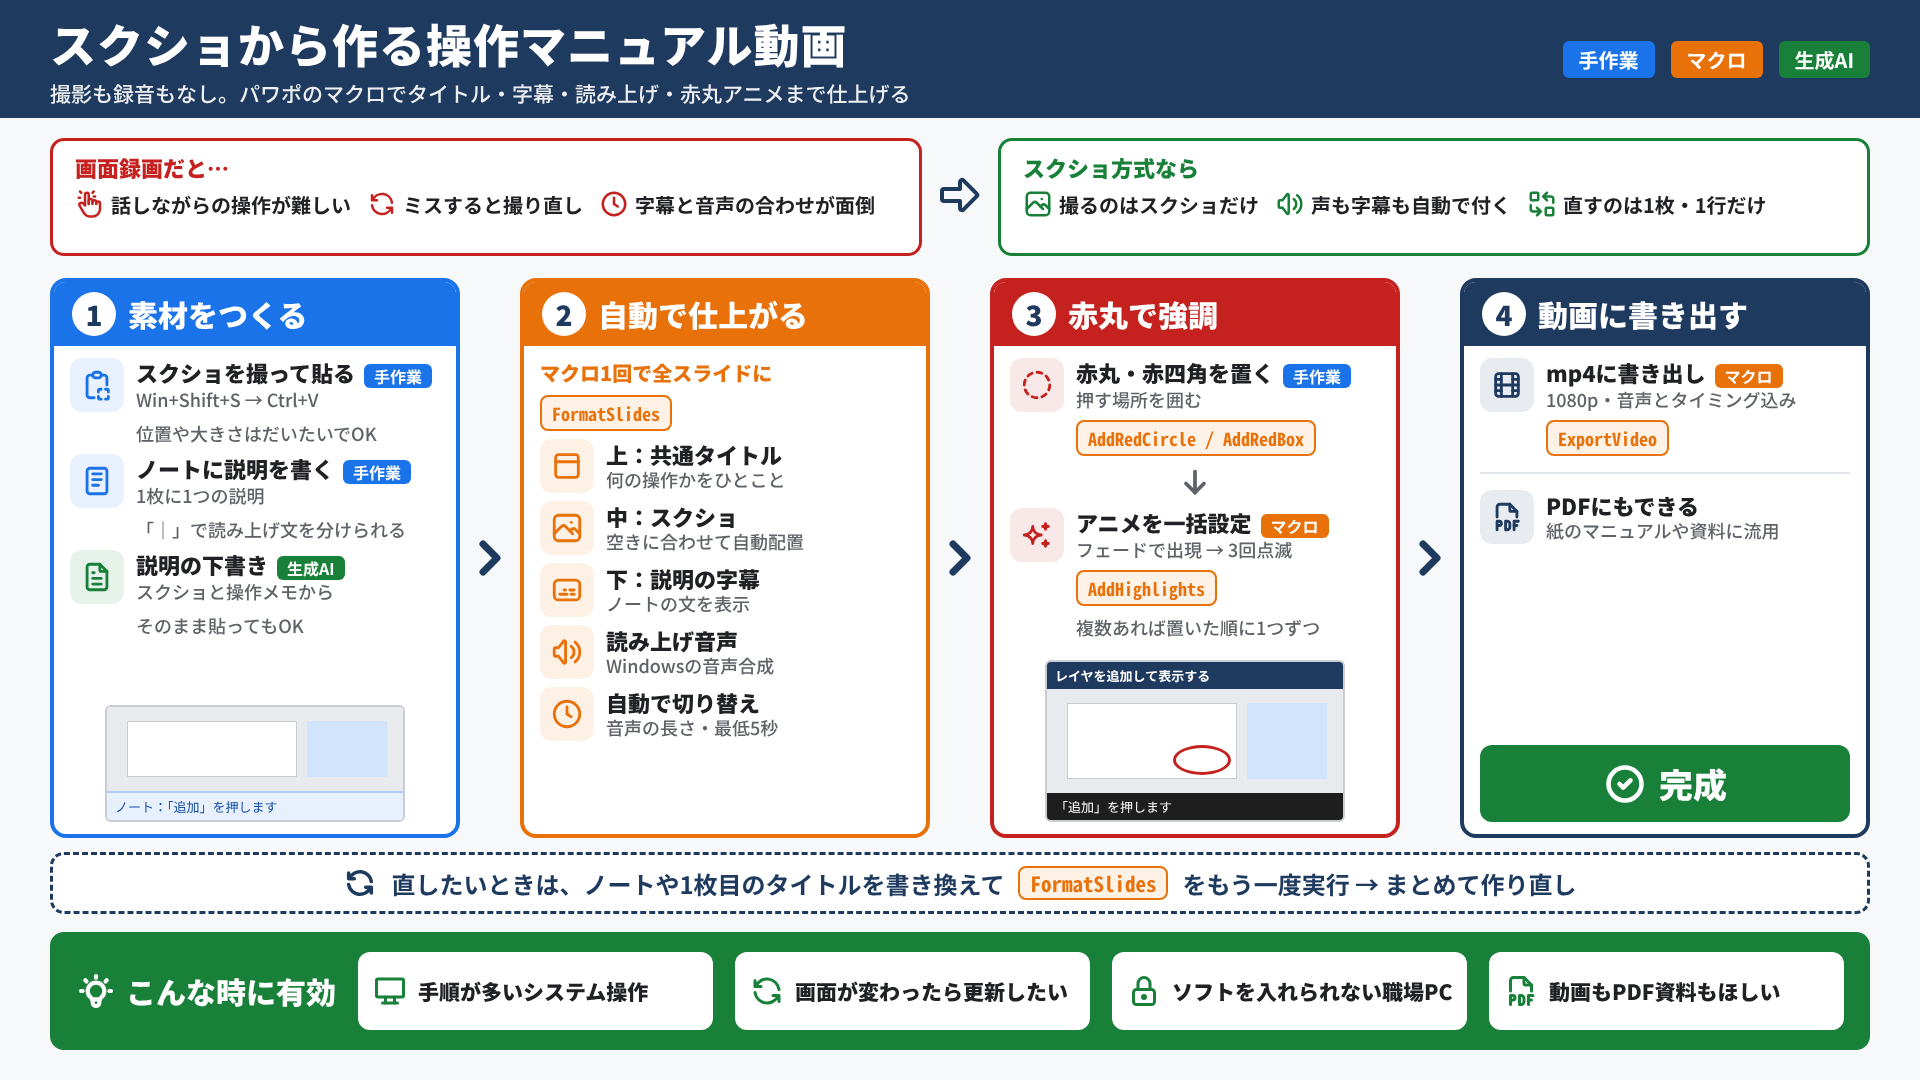 スクショから作る操作マニュアル動画
撮影も録音もなし。パワポのマクロでタイトル・字幕・読み上げ・赤丸アニメまで仕上げる
手作業
マクロ
生成AI
画面録画だと…
話しながらの操作が難しい
ミスすると撮り直し
字幕と音声の合わせが面倒
スクショ方式なら
撮るのはスクショだけ
声も字幕も自動で付く
直すのは1枚・1行だけ
1 素材をつくる
スクショを撮って貼る 手作業
Win+Shift+S → Ctrl+V
位置や大きさはだいたいでOK
ノートに説明を書く 手作業
1枚に1つの説明
「｜」で読み上げ文を分けられる
説明の下書き 生成AI
スクショと操作メモから
そのまま貼ってもOK
ノート：「追加」を押します
2 自動で仕上がる
マクロ1回で全スライドに
FormatSlides
上：共通タイトル
何の操作かをひとこと
中：スクショ
空きに合わせて自動配置
下：説明の字幕
ノートの文を表示
読み上げ音声
Windowsの音声合成
自動で切り替え
音声の長さ・最低5秒
3 赤丸で強調
赤丸・赤四角を置く 手作業
押す場所を囲む
AddRedCircle / AddRedBox
アニメを一括設定 マクロ
フェードで出現 → 3回点滅
AddHighlights
複数あれば置いた順に1つずつ
レイヤを追加して表示する
「追加」を押します
4 動画に書き出す
mp4に書き出し マクロ
1080p・音声とタイミング込み
ExportVideo
PDF
PDFにもできる
紙のマニュアルや資料に流用
完成
直したいときは、ノートや1枚目のタイトルを書き換えて FormatSlides をもう一度実行 → まとめて作り直し
こんな時に有効
手順が多いシステム操作
画面が変わったら更新したい
ソフトを入れられない職場PC
PDF
動画もPDF資料もほしい